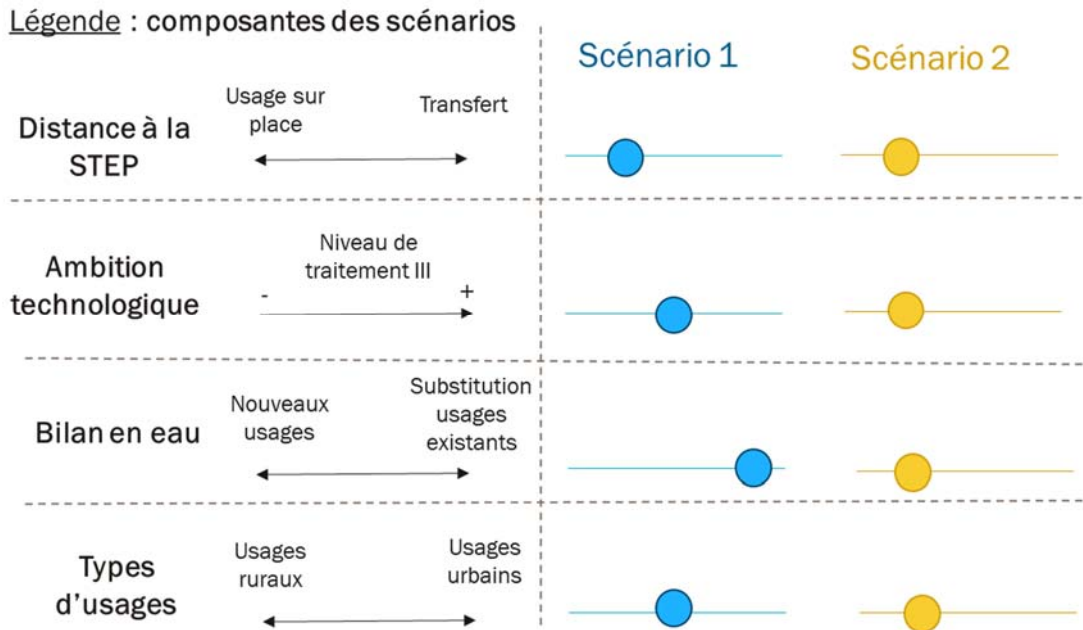 Légende : composantes des scénarios
Scénario 1
Scénario 2
Distance à la
STEP
Usage sur
place
Transfert
Ambition
technologique
Niveau de
traitement III
-
+
Bilan en eau
Nouveaux
usages
Substitution
usages
existants
Types
d'usages
Usages
ruraux
Usages
urbains